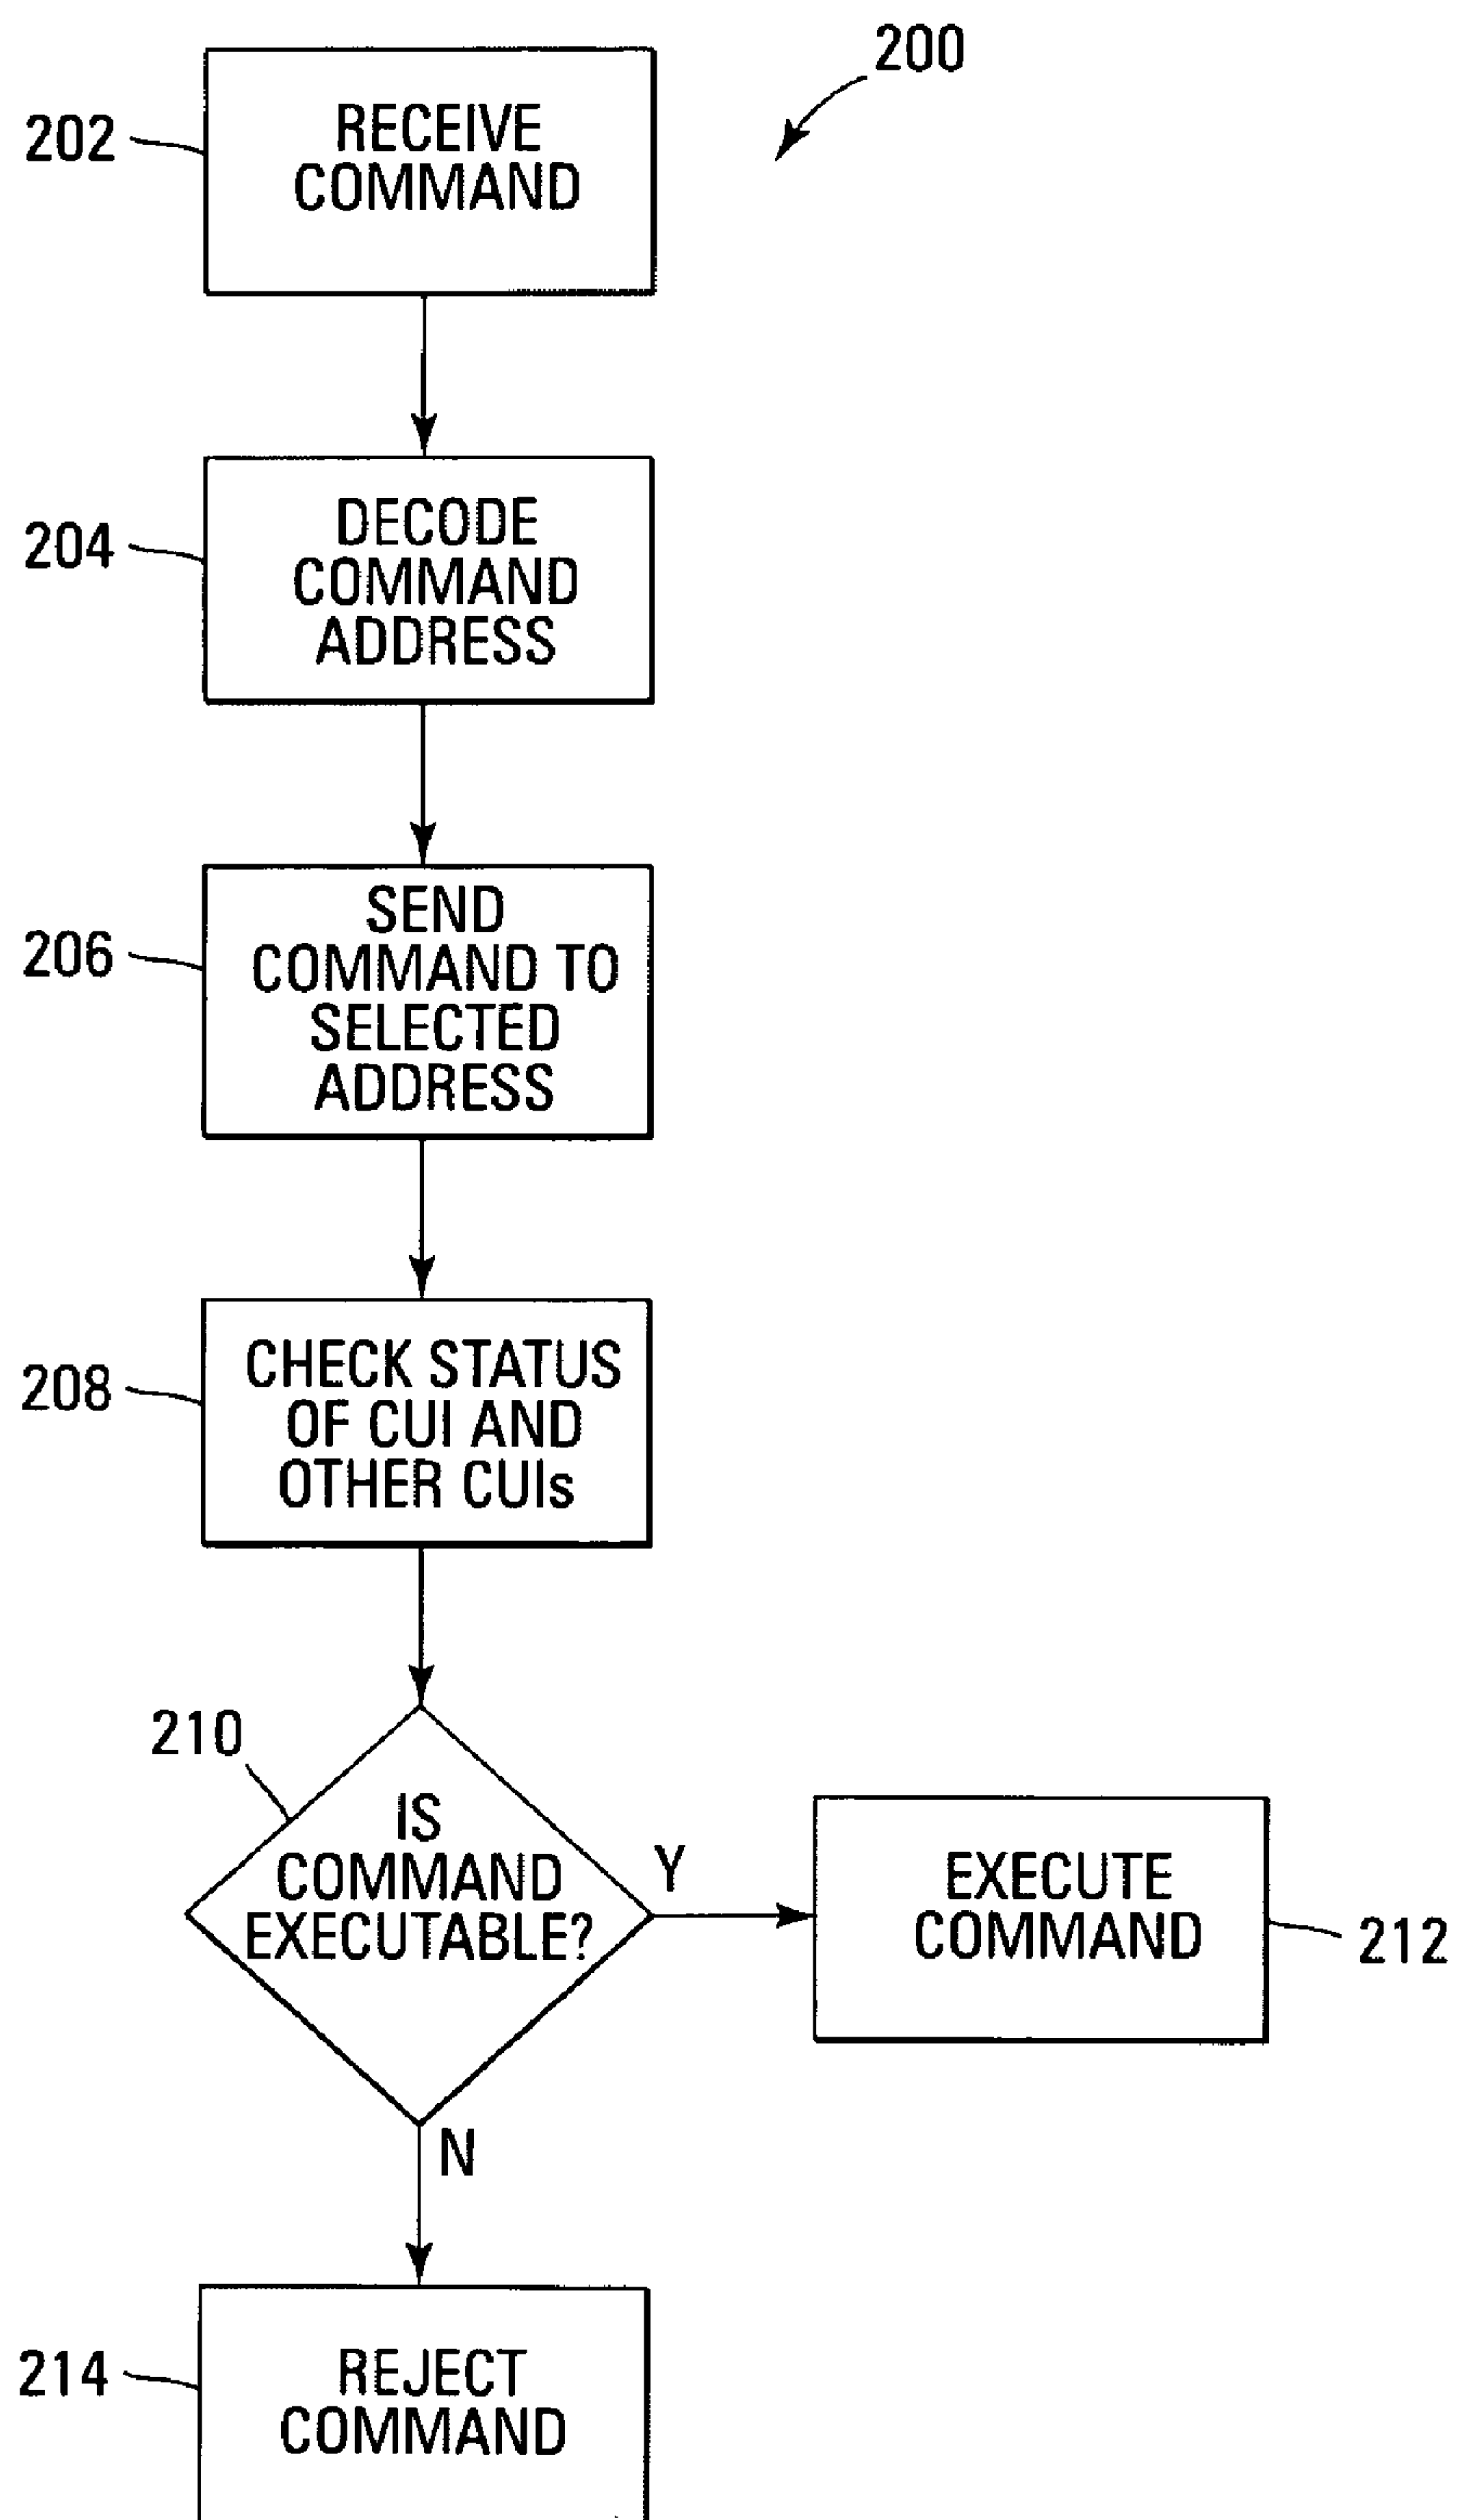 200
202
RECEIVE
COMMAND
204
DECODE
COMMAND
ADDRESS
206
SEND
COMMAND TO
SELECTED
ADDRESS
208
CHECK STATUS
OF CUI AND
OTHER CUIs
210
IS
COMMAND
EXECUTABLE?
Y
EXECUTE
COMMAND
212
N
214
REJECT
COMMAND